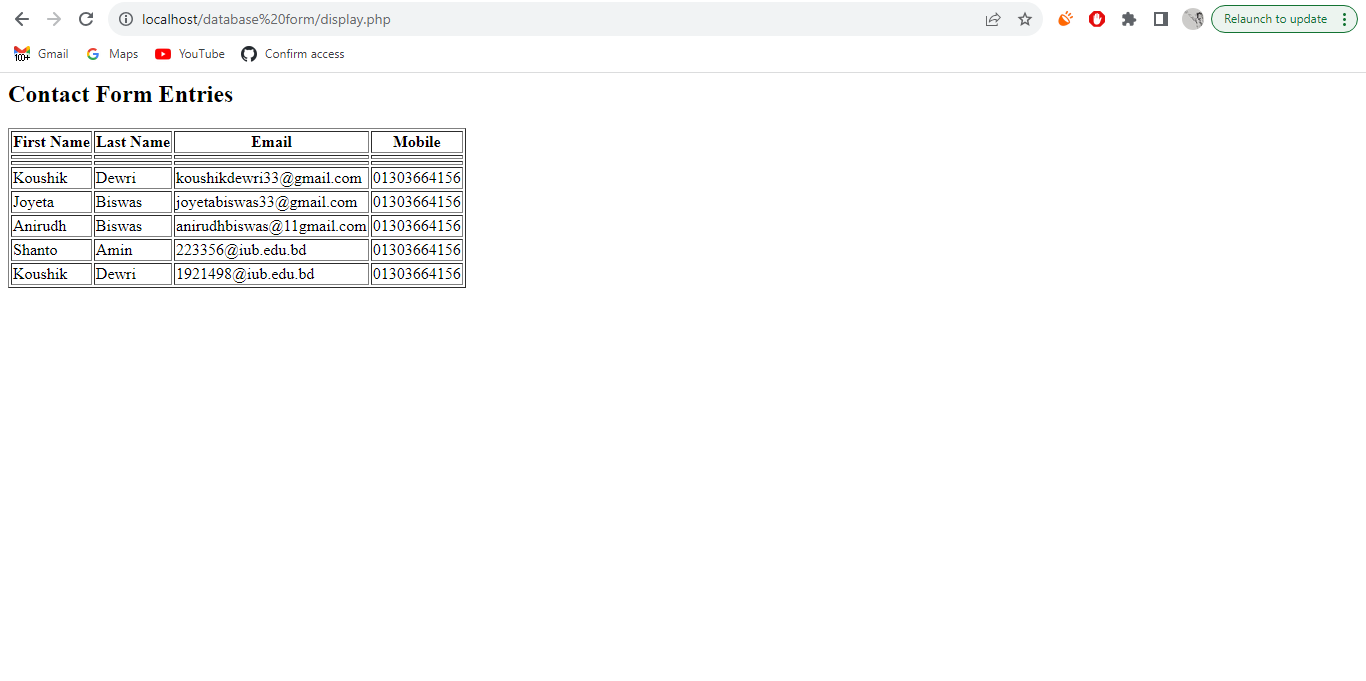 localhost/database%20form/display.php
Relaunch to update
100+ Gmail Maps YouTube Confirm access
Contact Form Entries
First Name Last Name Email Mobile
Koushik Dewri koushikdewri33@gmail.com 01303664156
Joyeta Biswas joyetabiswas33@gmail.com 01303664156
Anirudh Biswas anirudhbiswas@11gmail.com 01303664156
Shanto Amin 223356@iub.edu.bd 01303664156
Koushik Dewri 1921498@iub.edu.bd 01303664156